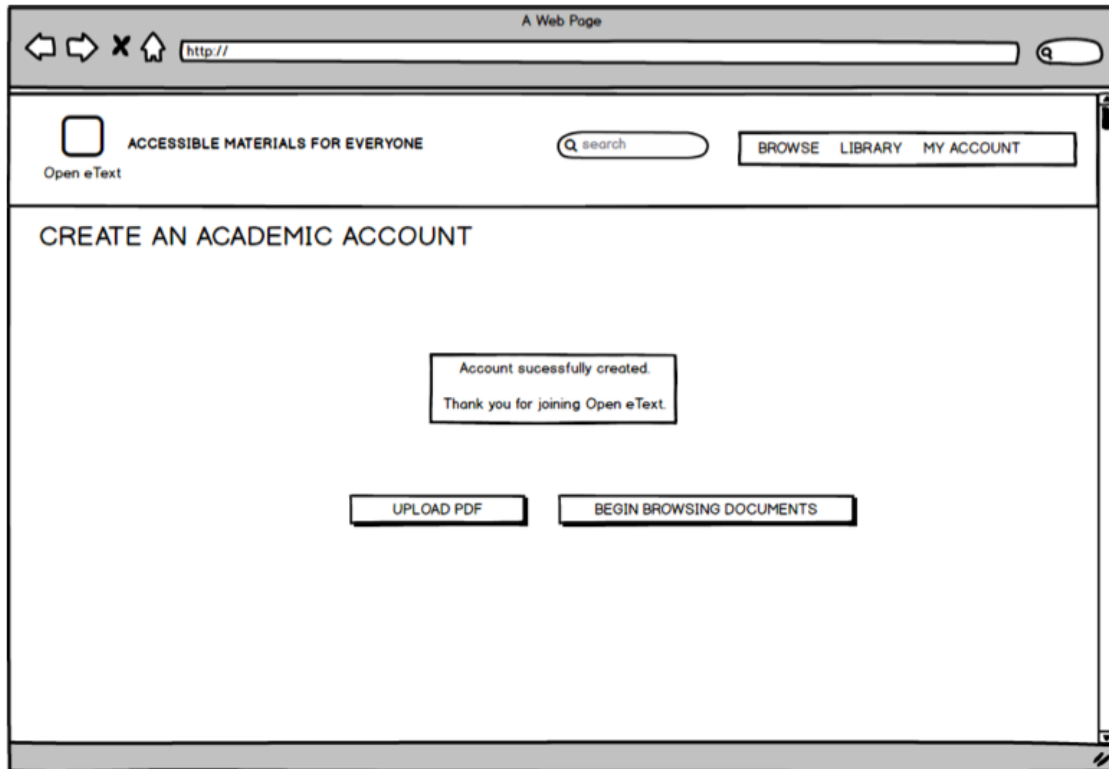 A Web Page
http://
ACCESSIBLE MATERIALS FOR EVERYONE
search
BROWSE LIBRARY MY ACCOUNT
Open eText
CREATE AN ACADEMIC ACCOUNT
Account sucessfully created.
Thank you for joining Open eText.
UPLOAD PDF
BEGIN BROWSING DOCUMENTS